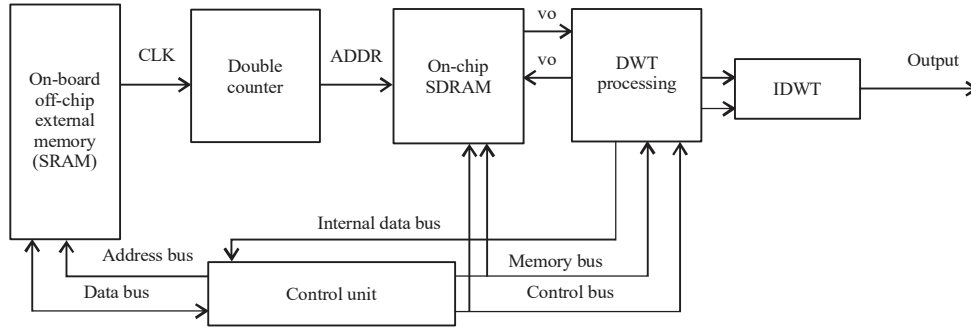 On-board
off-chip
external
memory
(SRAM)
CLK
Double
counter
ADDR
On-chip
SDRAM
vo
vo
DWT
processing
IDWT
Output
Internal data bus
Address bus
Data bus
Control unit
Memory bus
Control bus